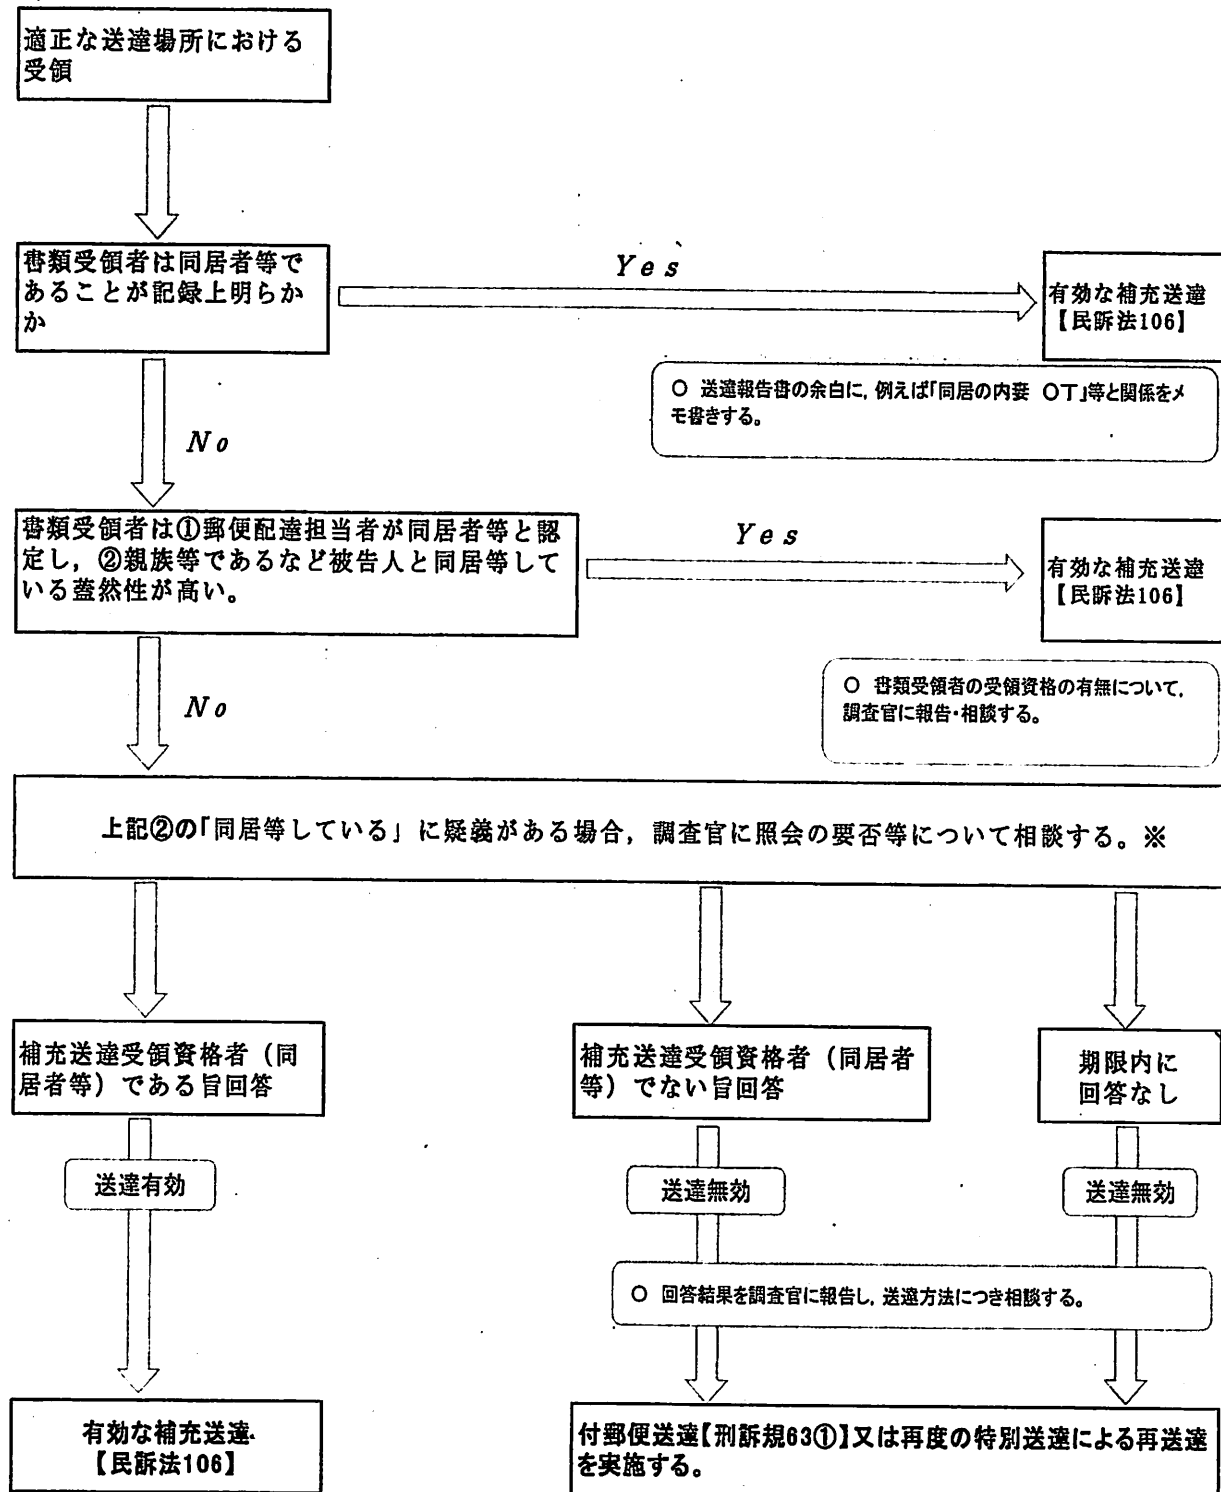 適正な送達場所における
受領
書類受領者は同居者等で
あることが記録上明らか
か
Yes
有効な補充送達
【民訴法106】
○ 送達報告書の余白に，例えば「同居の内妻 ○丁」等と関係をメ
モ書きする。
No
書類受領者は①郵便配達担当者が同居者等と認
定し，②親族等であるなど被告人と同居等して
いる蓋然性が高い。
Yes
有効な補充送達
【民訴法106】
○ 書類受領者の受領資格の有無について，
調査官に報告・相談する。
No
上記②の「同居等している」に疑義がある場合，調査官に照会の要否等について相談する。※
補充送達受領資格者（同
居者等）である旨回答
補充送達受領資格者（同居者
等）でない旨回答
期限内に
回答なし
送達有効
送達無効
送達無効
○ 回答結果を調査官に報告し，送達方法につき相談する。
有効な補充送達
【民訴法106】
付郵便送達【刑訴規63①】又は再度の特別送達による再送達
を実施する。